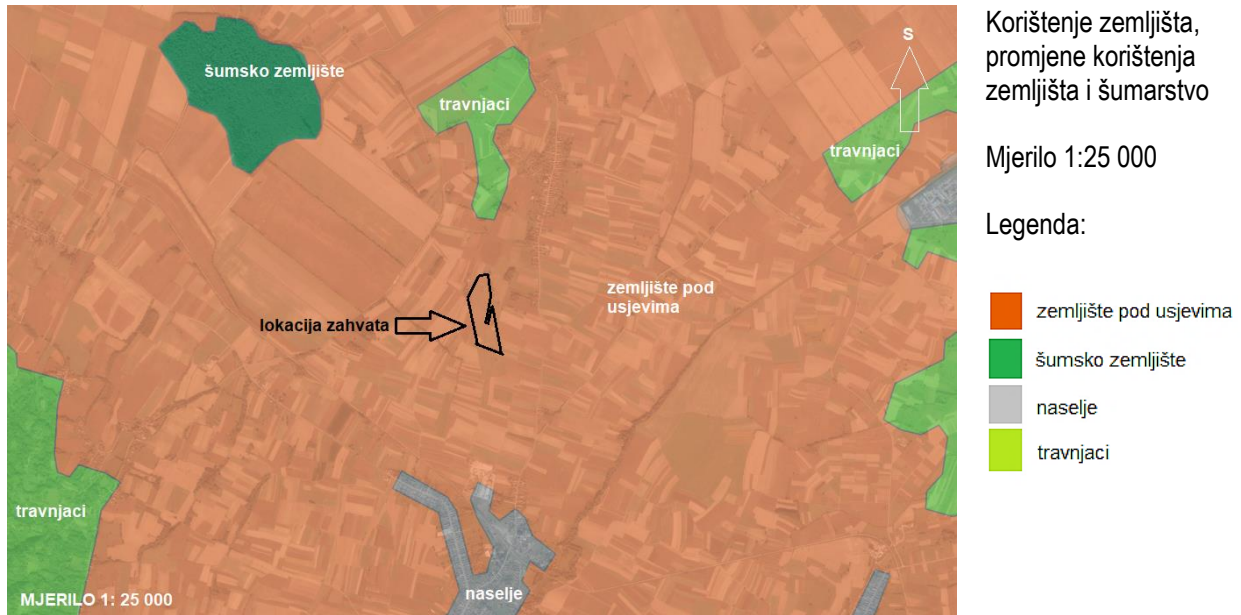 šumsko zemljište
travnjaci
S
travnjaci
zemljište pod
usjevima
lokacija zahvata
travnjaci
naselje
MJERILO 1: 25 000
Korištenje zemljišta,
promjene korištenja
zemljišta i šumarstvo
Mjerilo 1:25 000
Legenda:
zemljište pod usjevima
šumsko zemljište
naselje
travnjaci